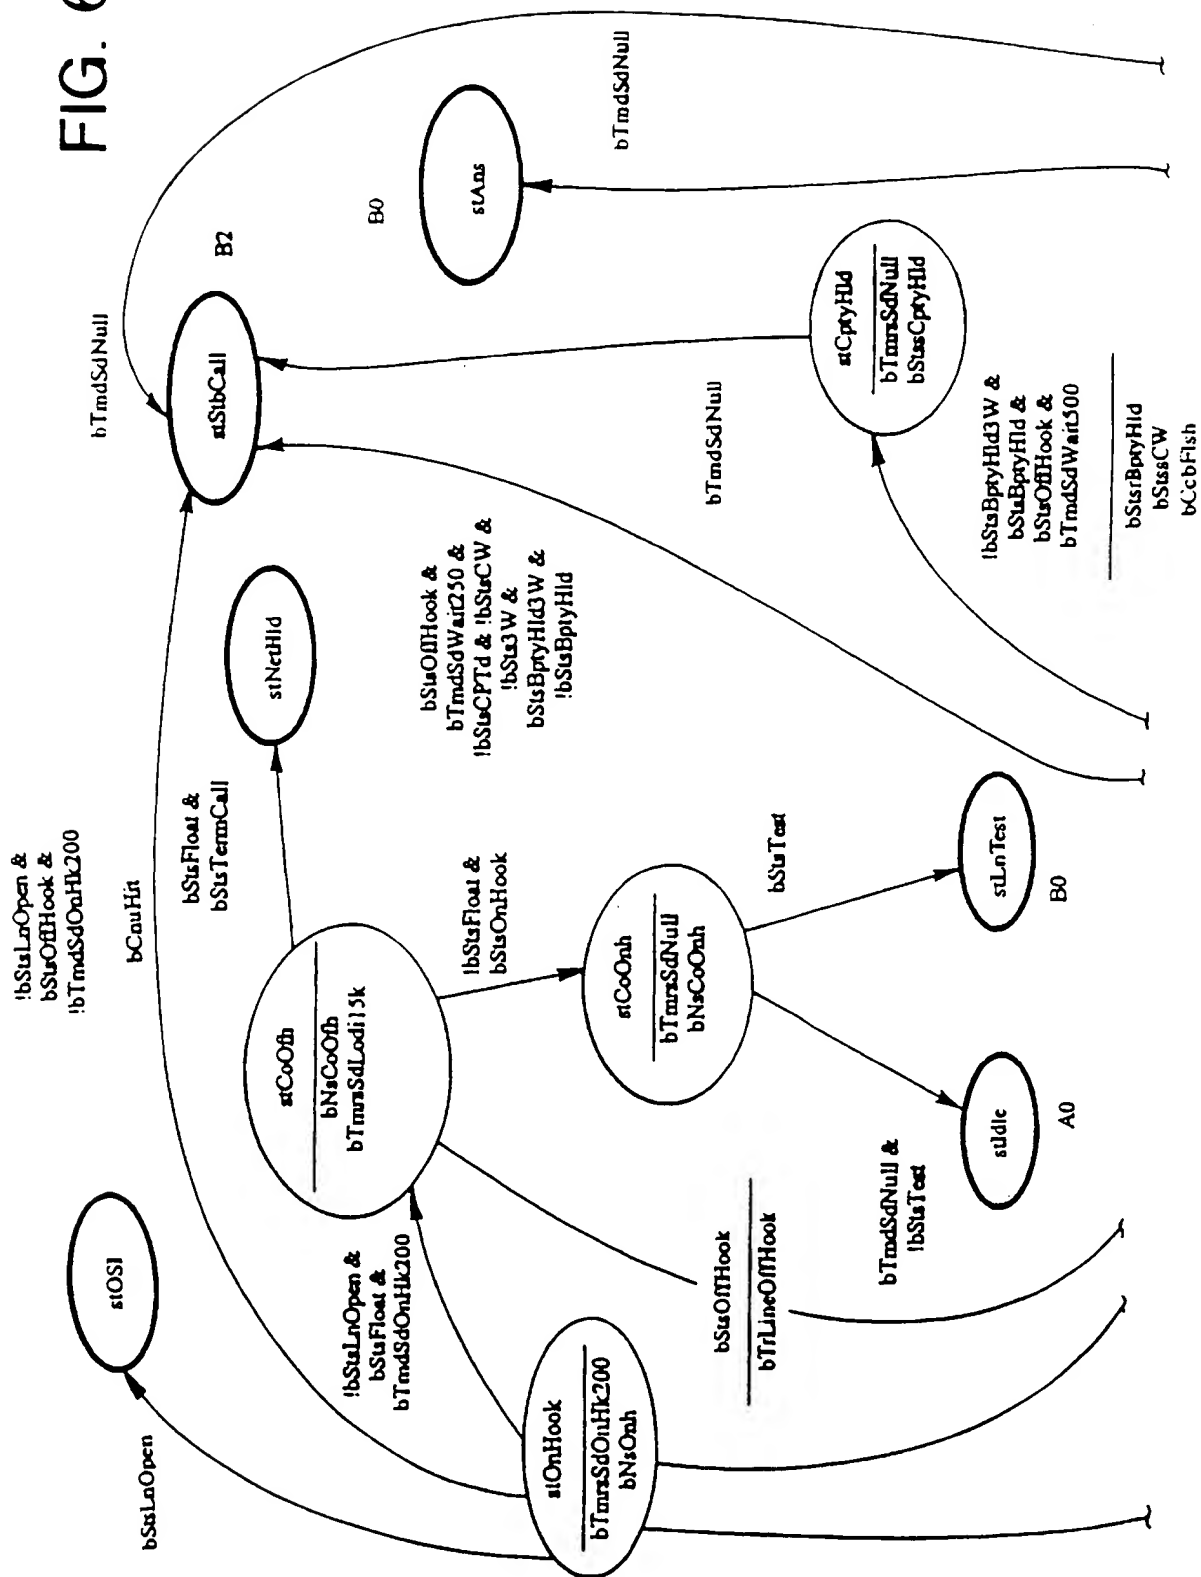 FIG. 6
bTmdSdNull
stStbCall
B2
B0
stAns
bTmdSdNull
!bStsLnOpen &
bStsOffHook &
!bTmdSdOnHk200
bCnuHit
bStsFloat &
bStsTermCall
stNetHld
bStsOffHook &
bTmdSdWait250 &
!bStsCPTd & !bStsCW &
!bSts3W &
bStsBptyHld3W &
!bStsBptyHld
bTmdSdNull
stCptyHld
bTmrsSdNull
bStssCptyHld
!bStsBptyHld3W &
bStsBptyHld &
bStsOffHook &
bTmdSdWait500
bStsrBptyHld
bStssCW
bCcbFlsh
stOSI
bStsLnOpen
!bStsLnOpen &
bStsFloat &
bTmdSdOnHk200
stCoOfh
bNsCoOfh
bTmrsSdLodi15k
!bStsFloat &
bStsOnHook
stCoOnh
bTmrsSdNull
bNsCoOnh
bStsTest
stLnTest
B0
stOnHook
bTmrsSdOnHk200
bNsOnh
bStsOffHook
bTrLineOffHook
bTmdSdNull &
!bStsTest
stIdle
A0